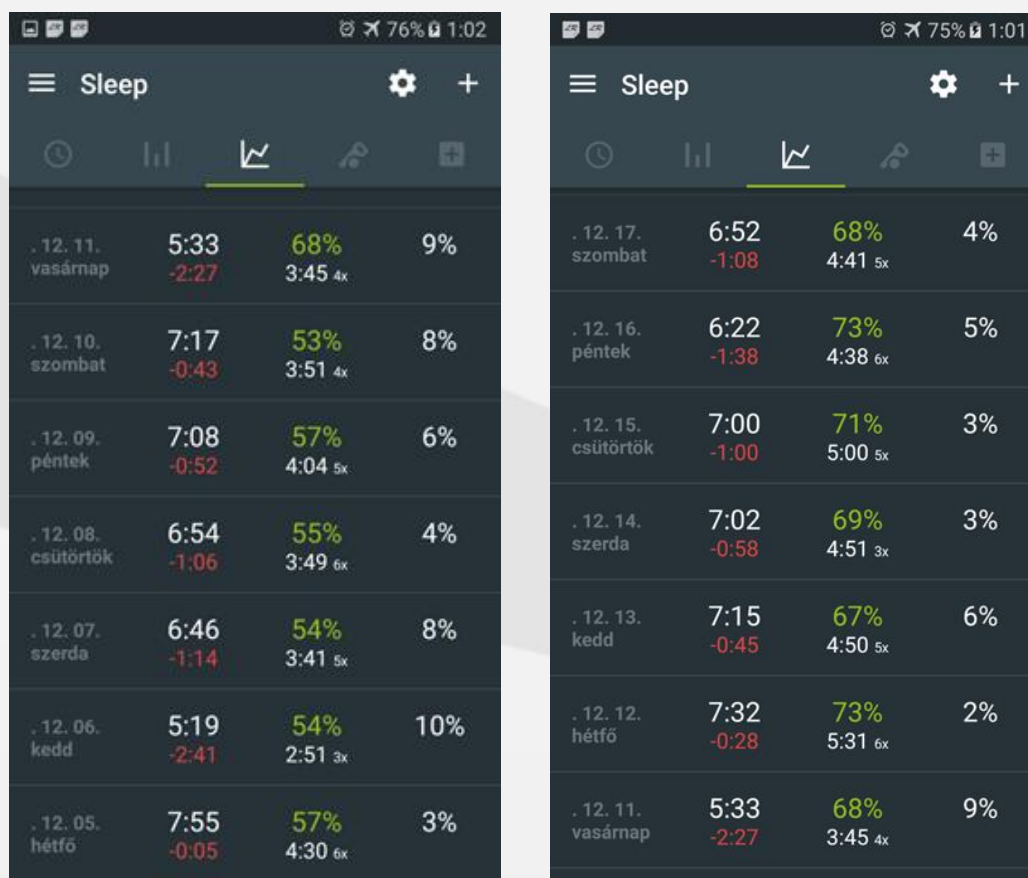 76% 1:02
Sleep
. 12. 11. 5:33 68% 9%
vasárnap -2:27 3:45 4x
. 12. 10. 7:17 53% 8%
szombat -0:43 3:51 4x
. 12. 09. 7:08 57% 6%
péntek -0:52 4:04 5x
. 12. 08. 6:54 55% 4%
csütörtök -1:06 3:49 6x
. 12. 07. 6:46 54% 8%
szerda -1:14 3:41 5x
. 12. 06. 5:19 54% 10%
kedd -2:41 2:51 3x
. 12. 05. 7:55 57% 3%
hétfő -0:05 4:30 6x
75% 1:01
Sleep
. 12. 17. 6:52 68% 4%
szombat -1:08 4:41 5x
. 12. 16. 6:22 73% 5%
péntek -1:38 4:38 6x
. 12. 15. 7:00 71% 3%
csütörtök -1:00 5:00 5x
. 12. 14. 7:02 69% 3%
szerda -0:58 4:51 3x
. 12. 13. 7:15 67% 6%
kedd -0:45 4:50 5x
. 12. 12. 7:32 73% 2%
hétfő -0:28 5:31 6x
. 12. 11. 5:33 68% 9%
vasárnap -2:27 3:45 4x